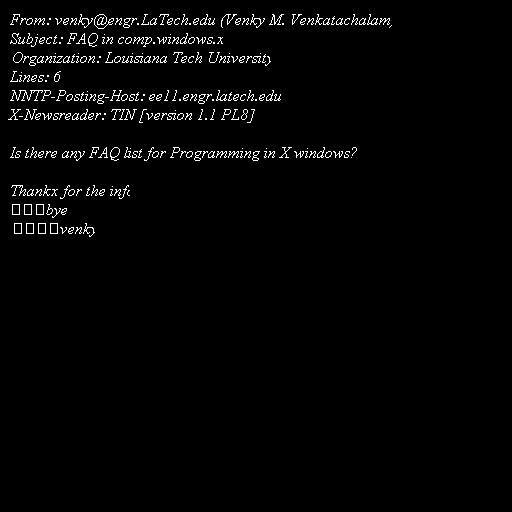 From: venky@engr.LaTech.edu (Venky M. Venkatachalam)
Subject: FAQ in comp.windows.x
Organization: Louisiana Tech University
Lines: 6
NNTP-Posting-Host: ee11.engr.latech.edu
X-Newsreader: TIN [version 1.1 PL8]

Is there any FAQ list for Programming in X windows?

Thankx for the info
□□□bye
□□□□venky